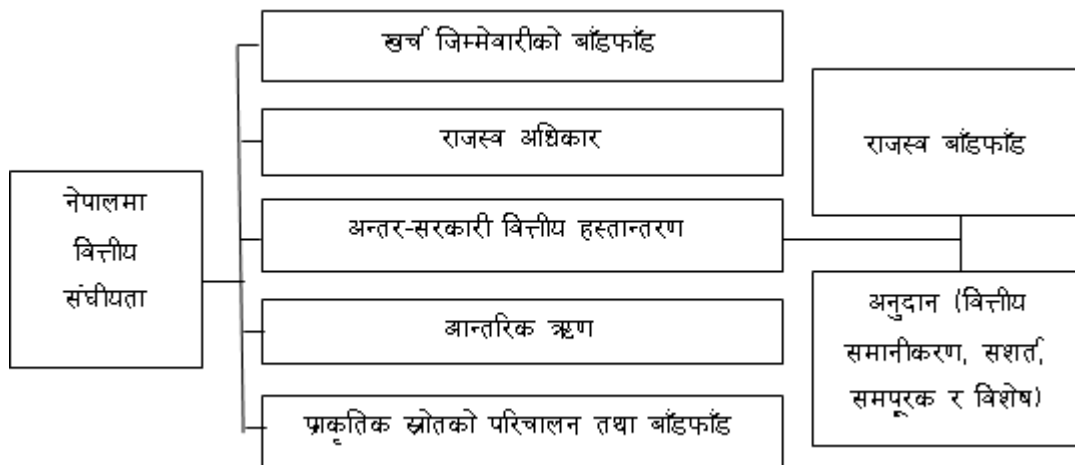 नेपालमा
वित्तीय
संघीयता
खर्च जिम्मेवारीको बाँडफाँड
राजस्व अधिकार
अन्तर-सरकारी वित्तीय हस्तान्तरण
आन्तरिक ऋण
प्राकृतिक स्रोतको परिचालन तथा बाँडफाँड
राजस्व बाँडफाँड
अनुदान (वित्तीय
समानीकरण, सशर्त,
समपूरक र विशेष)